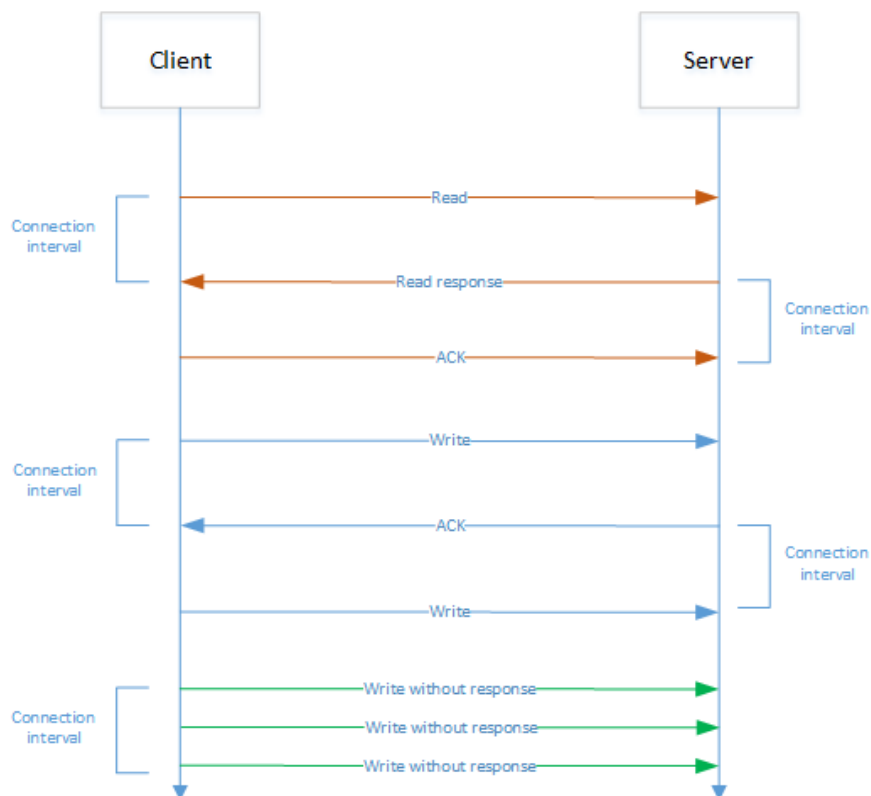 Client
Server
Read
Connection
interval
Read response
Connection
interval
ACK
Write
Connection
interval
ACK
Connection
interval
Write
Write without response
Connection
interval
Write without response
Write without response